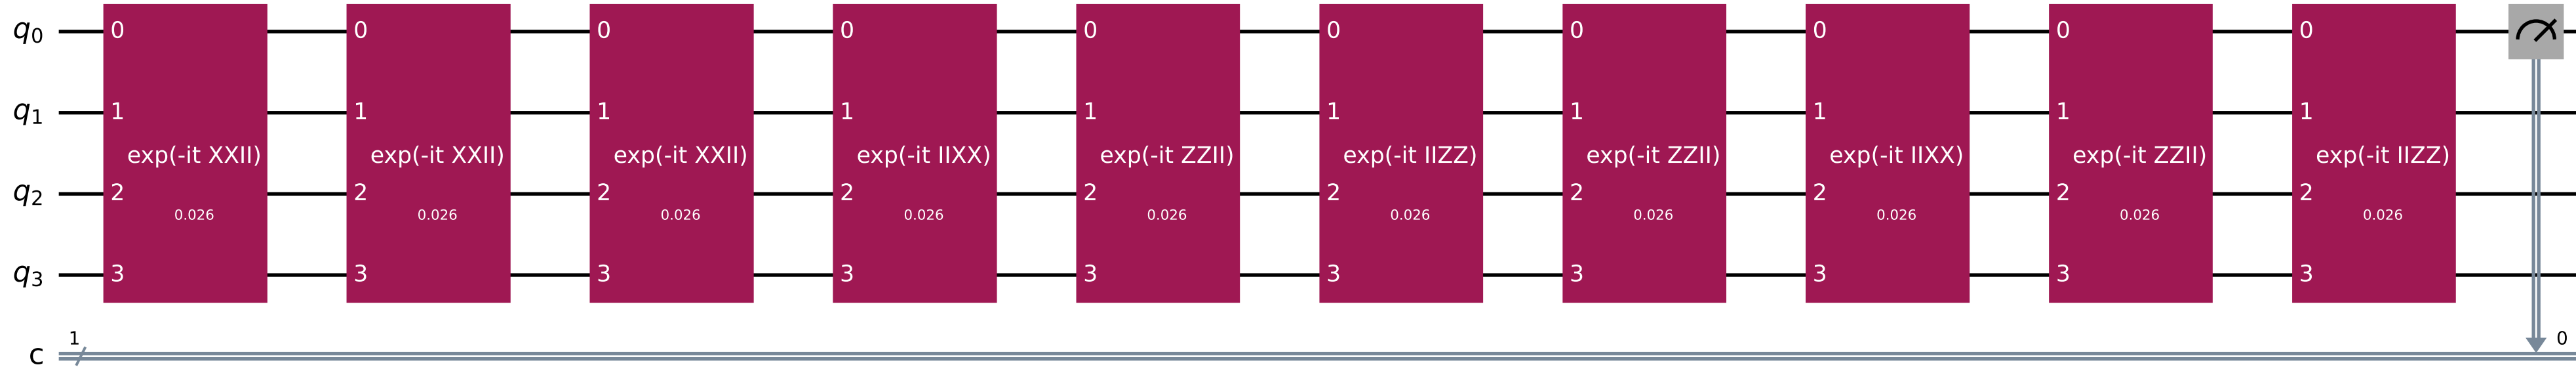 q0 0 0 0 0 0 0 0 0 0 0
q1 1 1 1 1 1 1 1 1 1 1
exp(-it XXII) exp(-it XXII) exp(-it XXII) exp(-it IIXX) exp(-it ZZII) exp(-it IIZZ) exp(-it ZZII) exp(-it IIXX) exp(-it ZZII) exp(-it IIZZ)
q2 2 2 2 2 2 2 2 2 2 2
0.026 0.026 0.026 0.026 0.026 0.026 0.026 0.026 0.026 0.026
q3 3 3 3 3 3 3 3 3 3 3
1 0
c